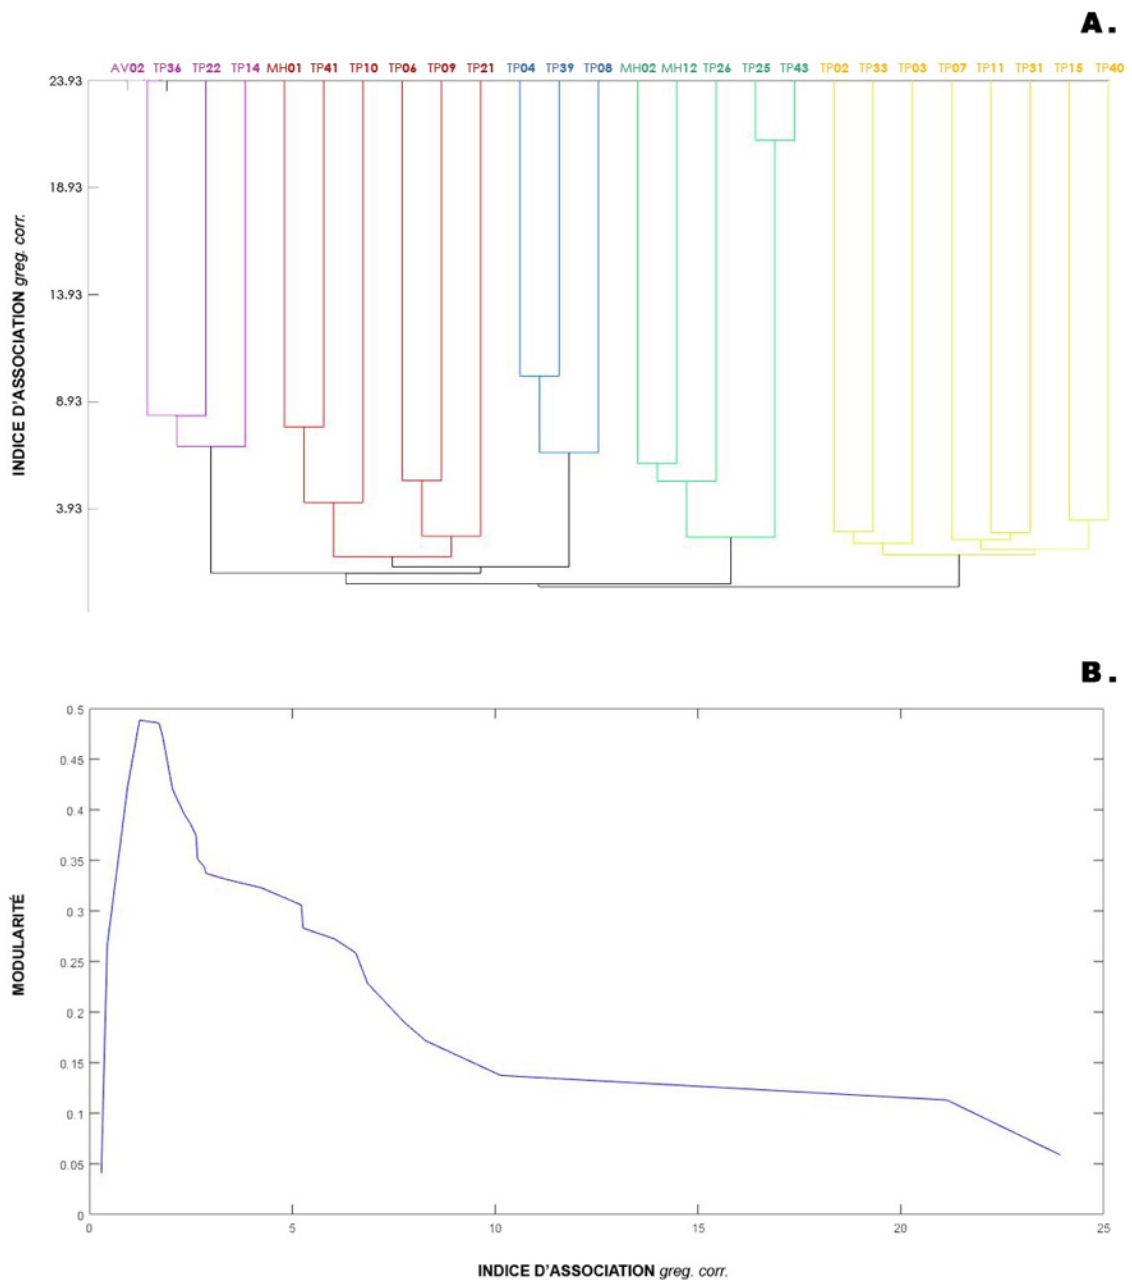 A.
AV02 TP36 TP22 TP14 MH01 TP41 TP10 TP06 TP09 TP21 TP04 TP39 TP08 MH02 MH12 TP26 TP25 TP43 TP02 TP33 TP03 TP07 TP11 TP31 TP15 TP40
23.93
18.93
13.93
8.93
3.93
INDICE D'ASSOCIATION greg. corr.
B.
0.5
0.45
0.4
0.35
0.3
0.25
0.2
0.15
0.1
0.05
0
MODULARITÉ
0 5 10 15 20 25
INDICE D'ASSOCIATION greg. corr.